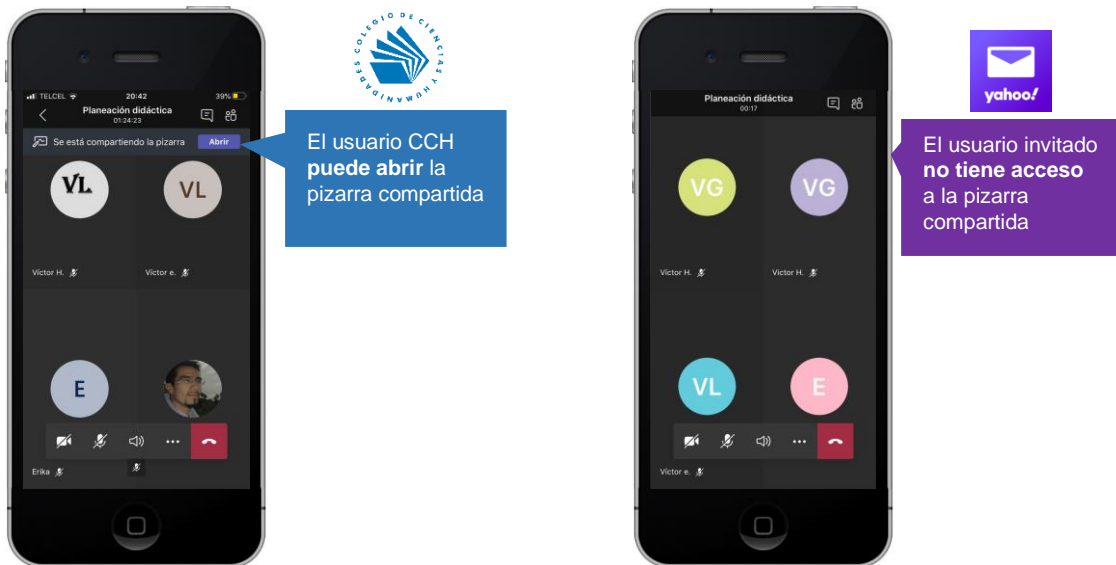 COLEGIO DE CIENCIAS Y HUMANIDADES
TELCEL 20:42 39%
Planeación didáctica
01:24:23
Se está compartiendo la pizarra Abrir
VL VL
Víctor H. Víctor e.
E
Erika
El usuario CCH
puede abrir la
pizarra compartida
Planeación didáctica
00:17
VG VG
Víctor H. Víctor H.
VL E
Víctor e.
yahoo!
El usuario invitado
no tiene acceso
a la pizarra
compartida